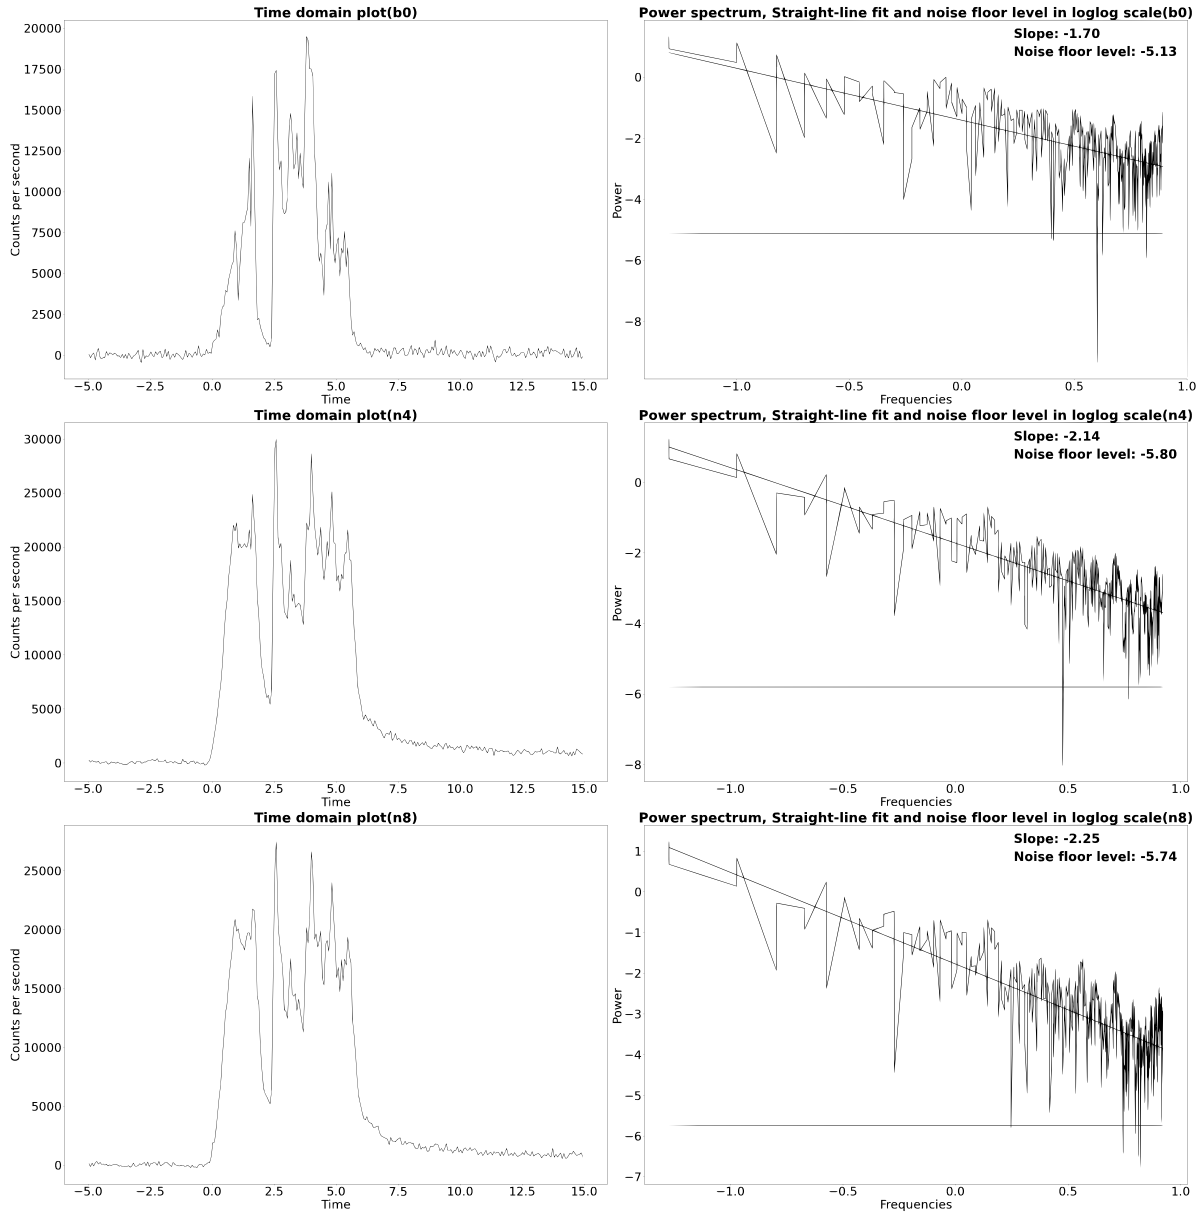 Time domain plot(b0)
Counts per second
20000
17500
15000
12500
10000
7500
5000
2500
0
−5.0 −2.5 0.0 2.5 5.0 7.5 10.0 12.5 15.0
Time
Power spectrum, Straight-line fit and noise floor level in loglog scale(b0)
Slope: -1.70
Noise floor level: -5.13
Power
0
−2
−4
−6
−8
−1.0 −0.5 0.0 0.5 1.0
Frequencies
Time domain plot(n4)
Counts per second
30000
25000
20000
15000
10000
5000
0
−5.0 −2.5 0.0 2.5 5.0 7.5 10.0 12.5 15.0
Time
Power spectrum, Straight-line fit and noise floor level in loglog scale(n4)
Slope: -2.14
Noise floor level: -5.80
Power
0
−2
−4
−6
−8
−1.0 −0.5 0.0 0.5 1.0
Frequencies
Time domain plot(n8)
Counts per second
25000
20000
15000
10000
5000
0
−5.0 −2.5 0.0 2.5 5.0 7.5 10.0 12.5 15.0
Time
Power spectrum, Straight-line fit and noise floor level in loglog scale(n8)
Slope: -2.25
Noise floor level: -5.74
Power
1
0
−1
−2
−3
−4
−5
−6
−7
−1.0 −0.5 0.0 0.5 1.0
Frequencies